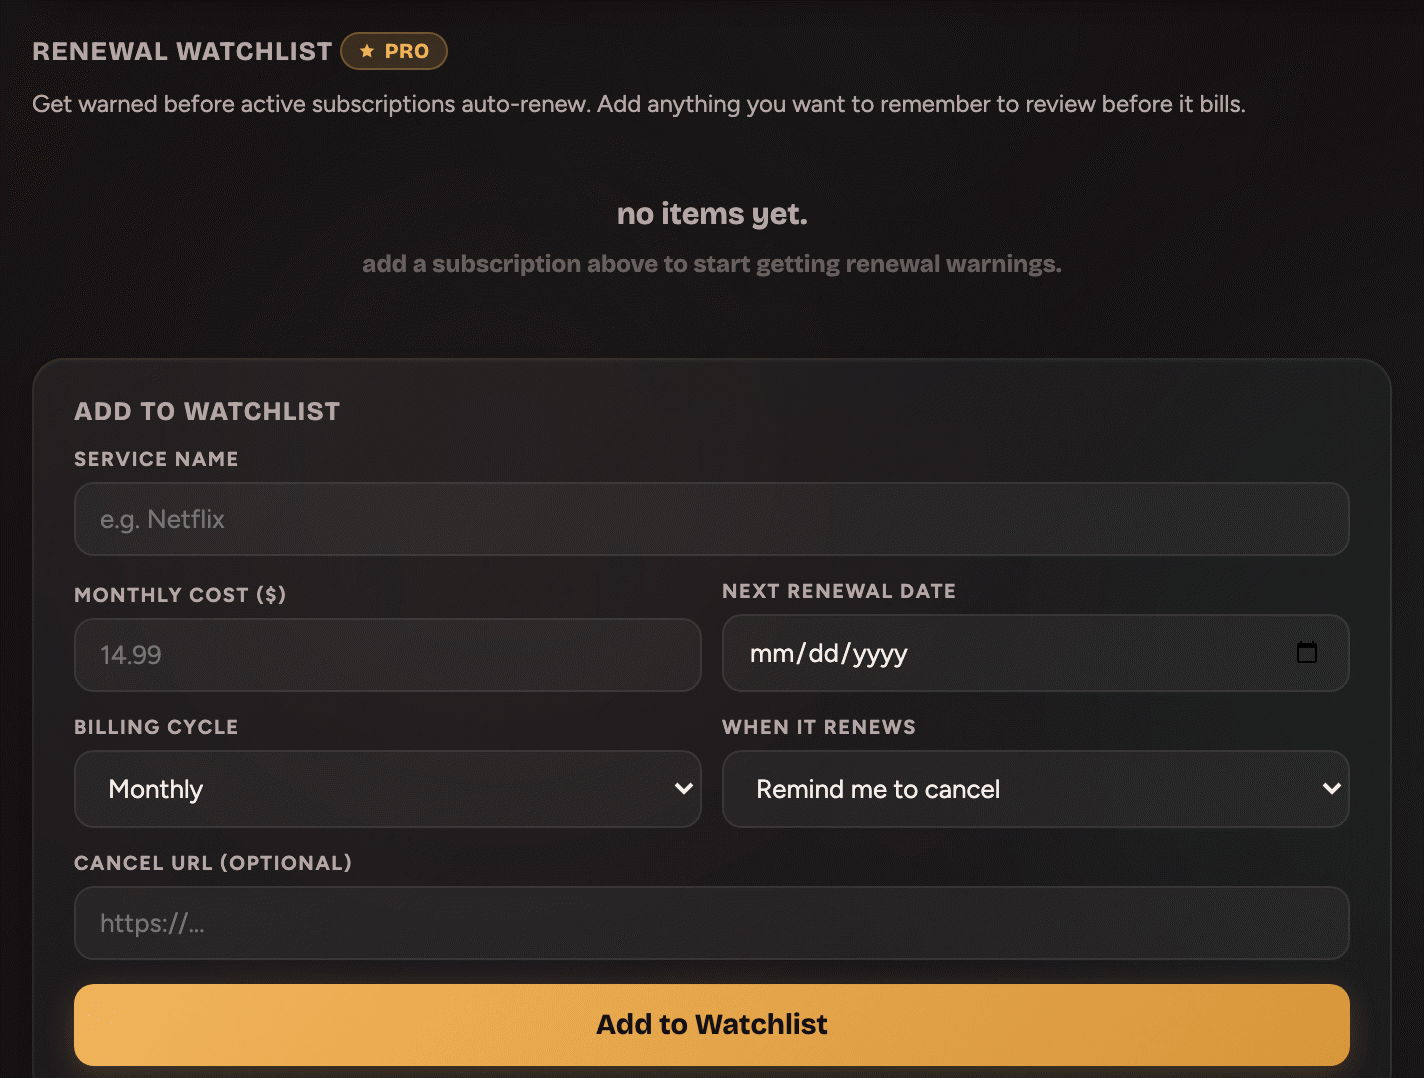 RENEWAL WATCHLIST ★ PRO
Get warned before active subscriptions auto-renew. Add anything you want to remember to review before it bills.
no items yet.
add a subscription above to start getting renewal warnings.
ADD TO WATCHLIST
SERVICE NAME
e.g. Netflix
MONTHLY COST ($)
14.99
NEXT RENEWAL DATE
mm/dd/yyyy
BILLING CYCLE
Monthly
WHEN IT RENEWS
Remind me to cancel
CANCEL URL (OPTIONAL)
https://...
Add to Watchlist